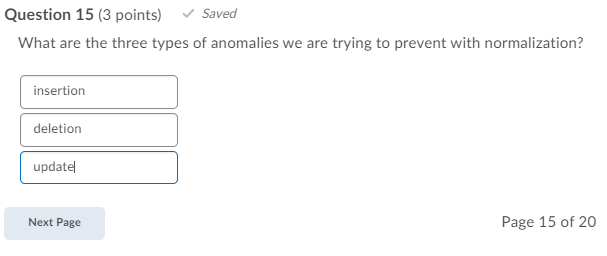 Question 15 (3 points) ✓ Saved
What are the three types of anomalies we are trying to prevent with normalization?
insertion
deletion
update
Next Page Page 15 of 20